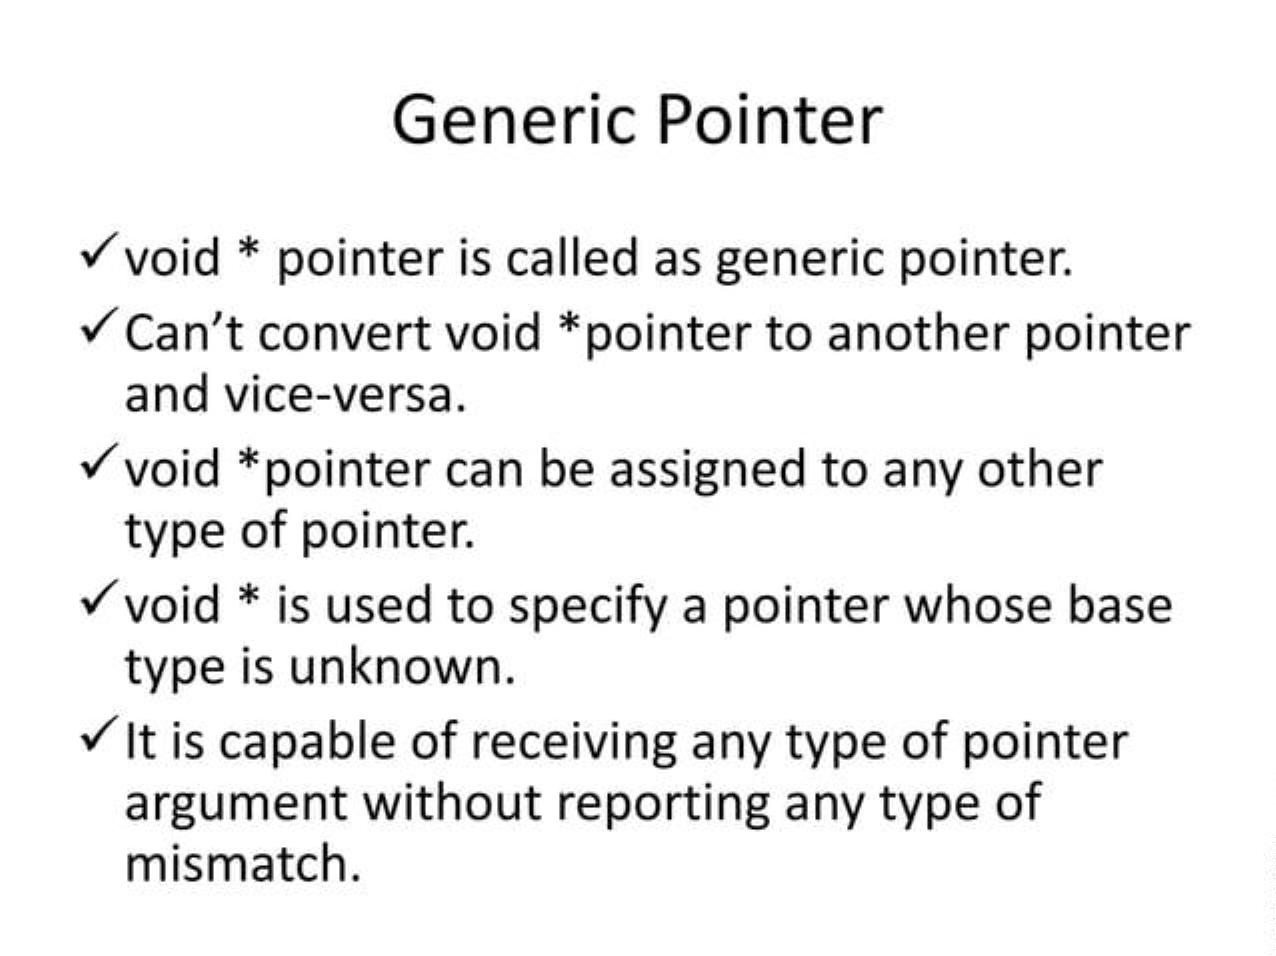 Generic Pointer
✓void * pointer is called as generic pointer.
✓Can’t convert void *pointer to another pointer
and vice-versa.
✓void *pointer can be assigned to any other
type of pointer.
✓void * is used to specify a pointer whose base
type is unknown.
✓It is capable of receiving any type of pointer
argument without reporting any type of
mismatch.